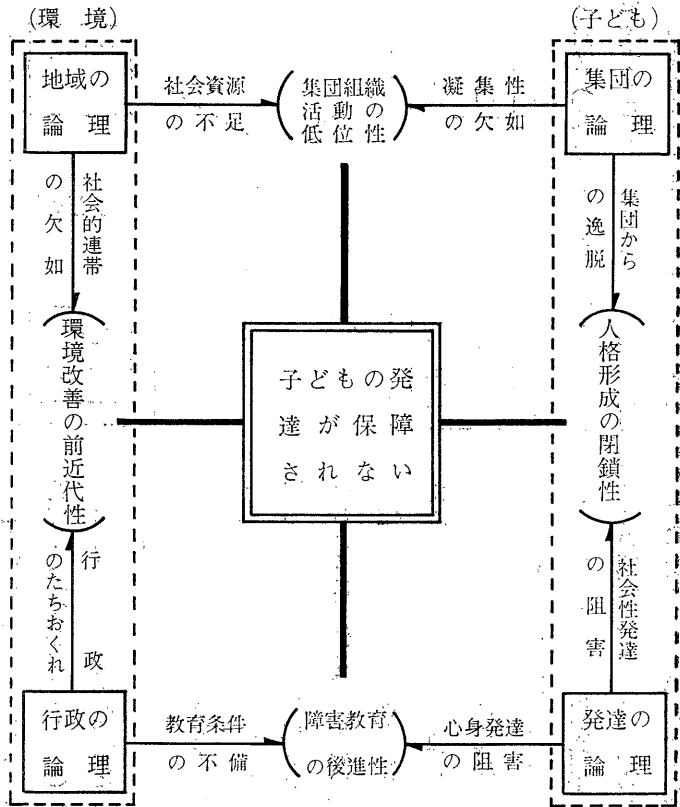 (環 境)
(子ども)
地域の
論 理
社会資源
の 不 足
集団組織
活 動 の
低 位 性
凝 集 性
の 欠 如
集団の
論 理
社会的連帯
の 欠 如
集団から
の 逸 脱
環境改善の前近代性
子どもの発
達 が 保 障
さ れ な い
人格形成の閉鎖性
行 政
のたちおくれ
社会性発達
の 阻 害
行政の
論 理
教育条件
の 不 備
障害教育
の後進性
心身発達
の 阻 害
発達の
論 理